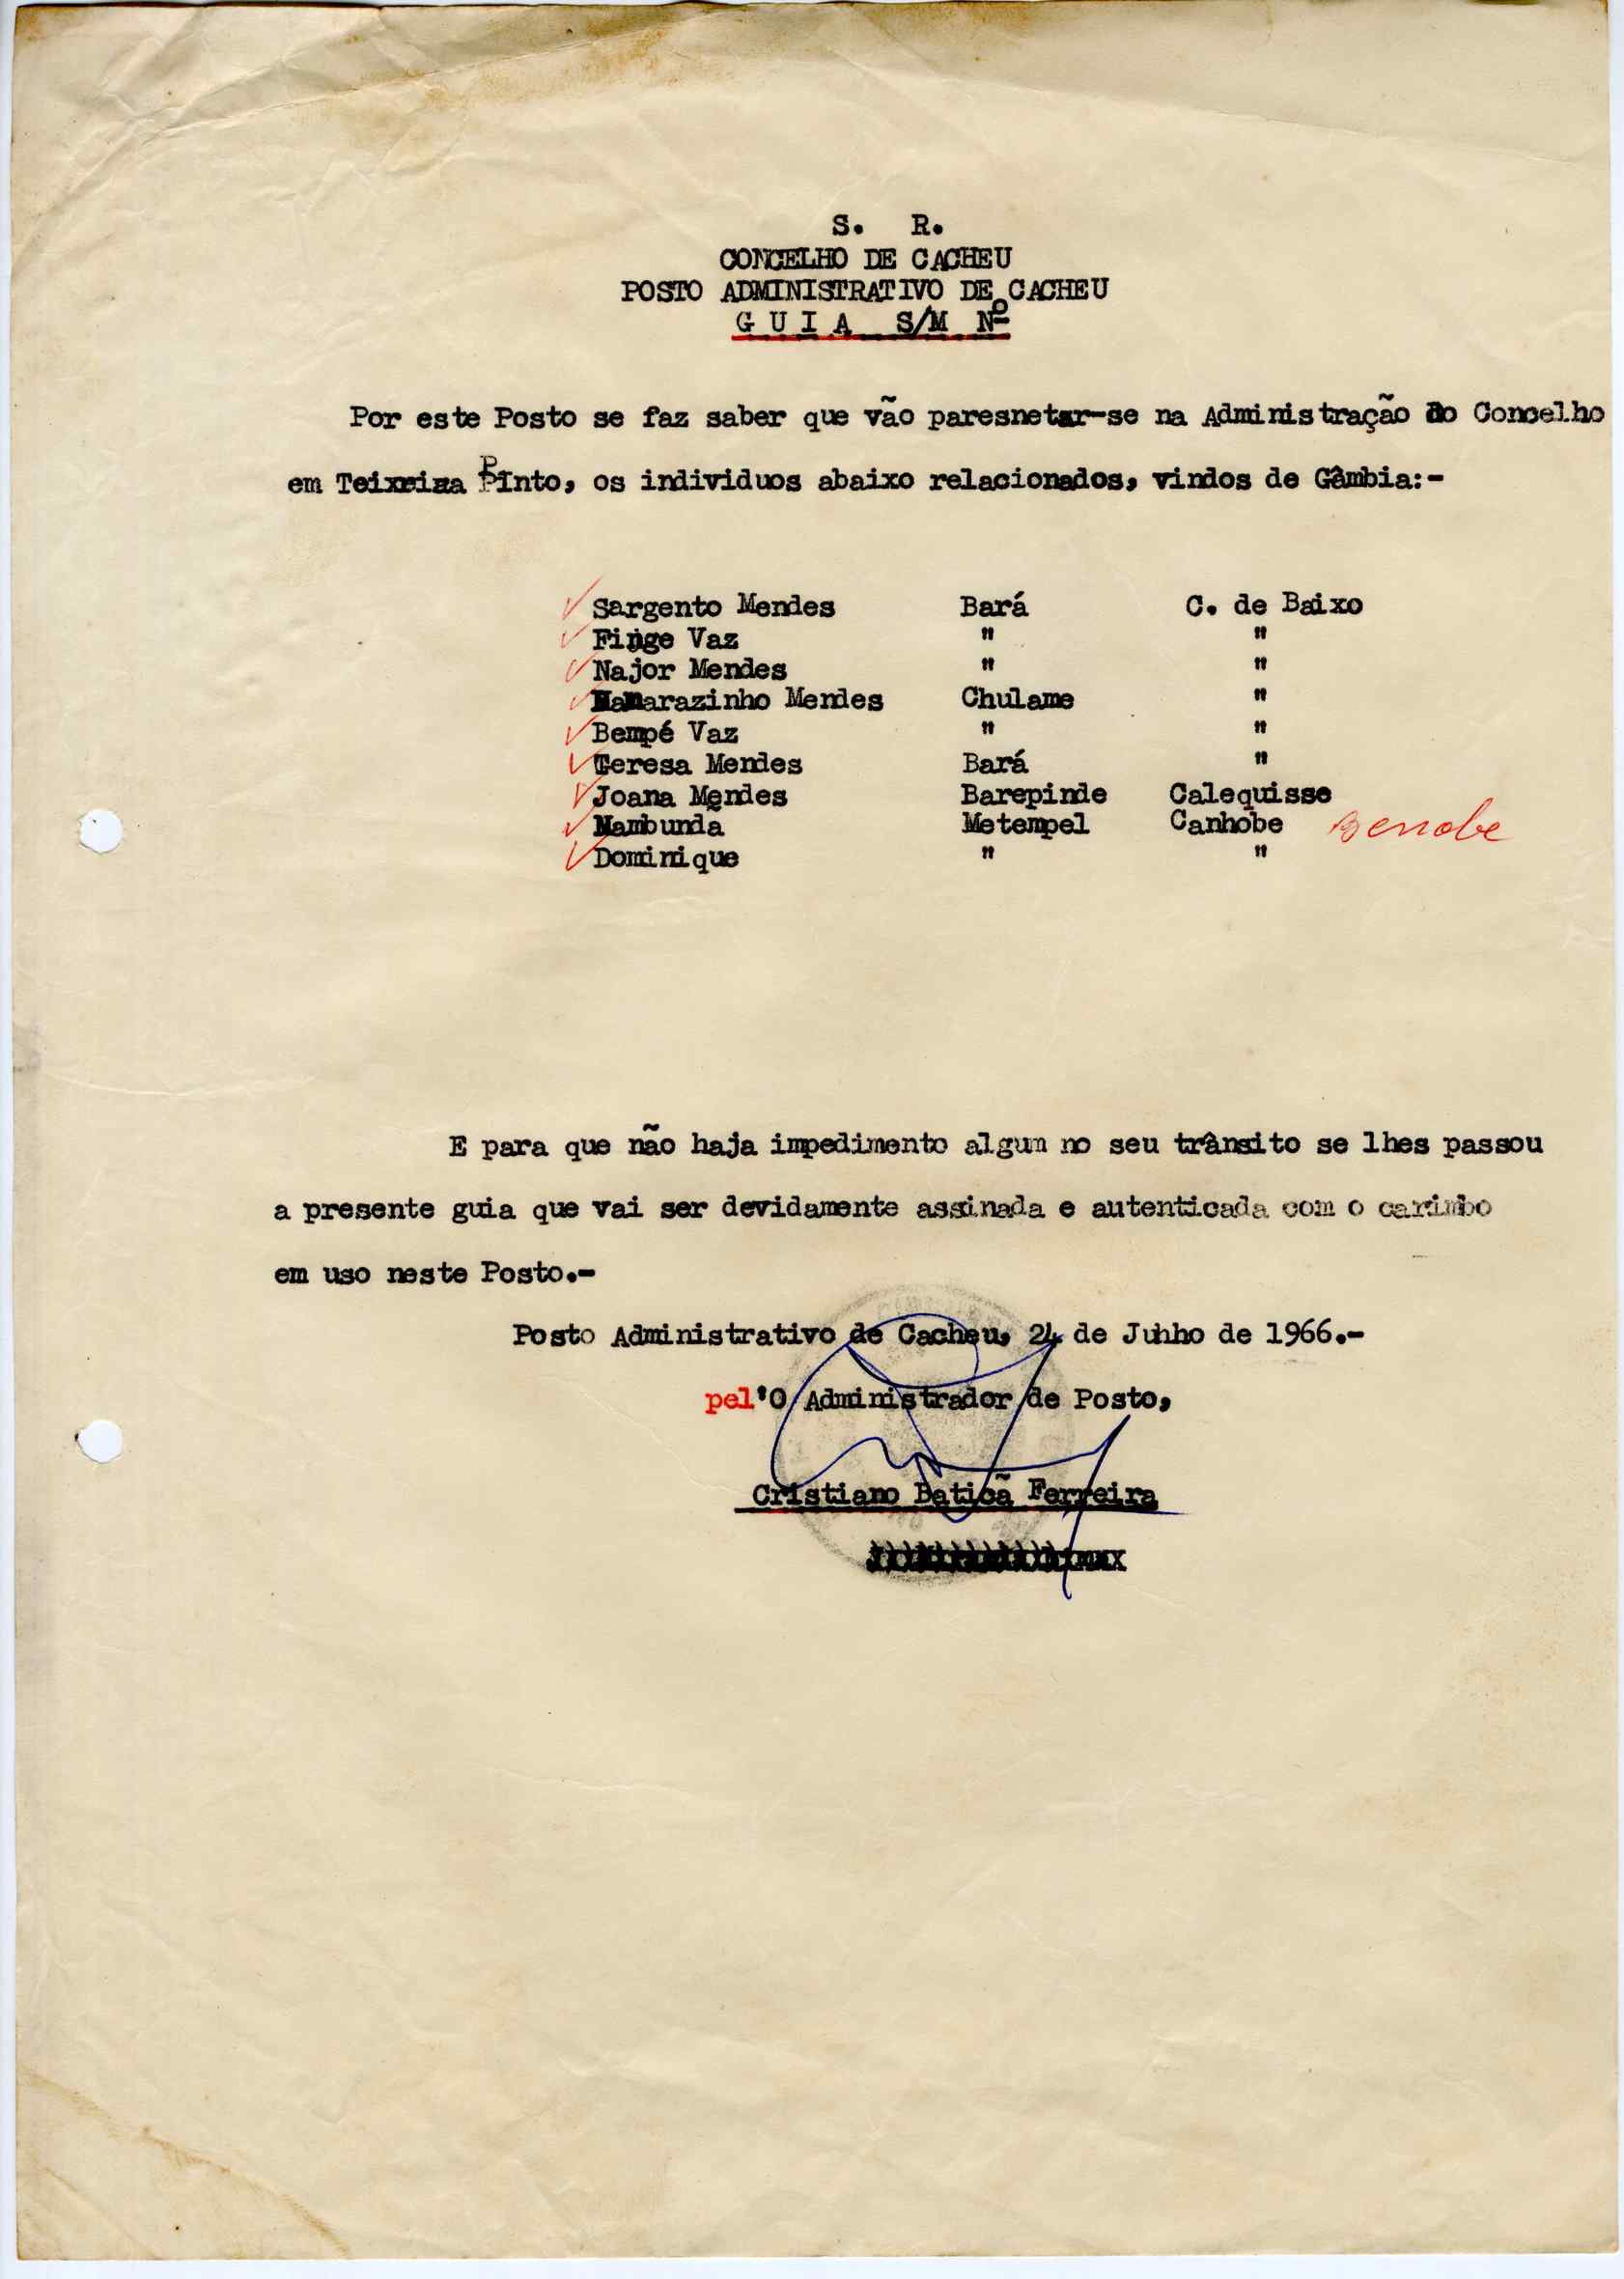 S. R.
CONCELHO DE CACHEU
POSTO ADMINISTRATIVO DE CACHEU
G U I A S/M Nº
Por este Posto se faz saber que vão paresnetar-se na Administração do Concelho
em Teixeira PInto, os individuos abaixo relacionados, vindos de Gâmbia:-
Sargento Mendes Bará C. de Baixo
Finge Vaz " "
Najor Mendes " "
Mendes Chulame "
Bempé Vaz " "
Teresa Mendes Bará "
Joana Mendes Barepinde Calequisse
Nambunda Metempel Canhobe Benobe
Dominique " "
E para que não haja impedimento algum no seu trânsito se lhes passou
a presente guia que vai ser devidamente assinada e autenticada com o carimbo
em uso neste Posto.-
Posto Administrativo de Cacheu, 24 de Junho de 1966.-
pel'O Administrador de Posto,
Cristiano Baticã Ferreira